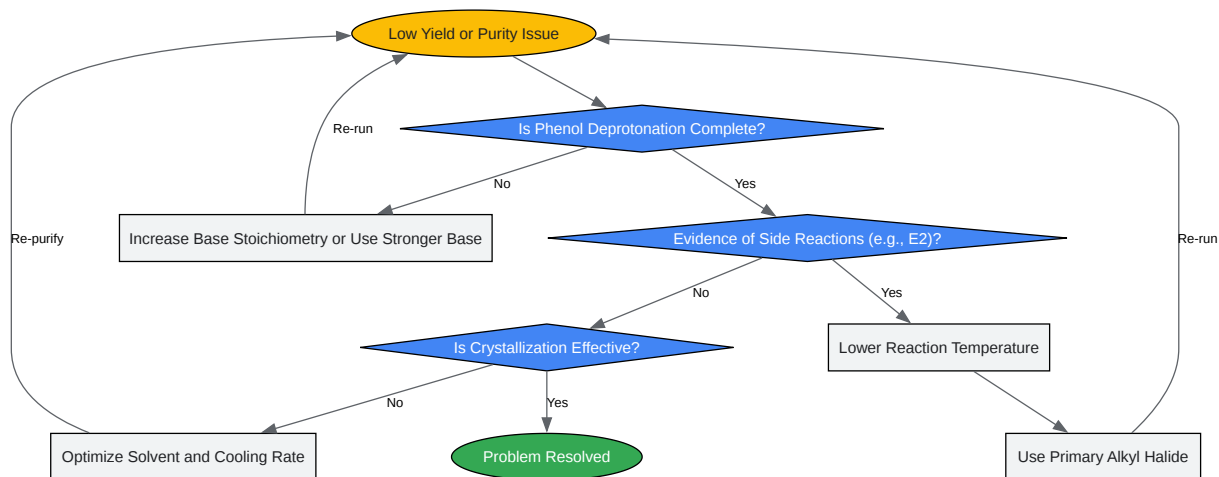 Low Yield or Purity Issue
Is Phenol Deprotonation Complete?
Re-run
No
Yes
Increase Base Stoichiometry or Use Stronger Base
Evidence of Side Reactions (e.g., E2)?
Re-purify
Re-run
No
Yes
Is Crystallization Effective?
Lower Reaction Temperature
No
Yes
Optimize Solvent and Cooling Rate
Problem Resolved
Use Primary Alkyl Halide